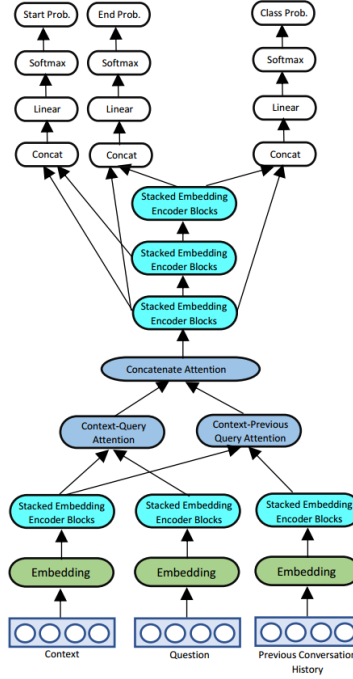 Start Prob.
End Prob.
Class Prob.
Softmax
Softmax
Softmax
Linear
Linear
Linear
Concat
Concat
Concat
Stacked Embedding
Encoder Blocks
Stacked Embedding
Encoder Blocks
Stacked Embedding
Encoder Blocks
Concatenate Attention
Context-Query
Attention
Context-Previous
Query Attention
Stacked Embedding
Encoder Blocks
Stacked Embedding
Encoder Blocks
Stacked Embedding
Encoder Blocks
Embedding
Embedding
Embedding
Context
Question
Previous Conversation
History